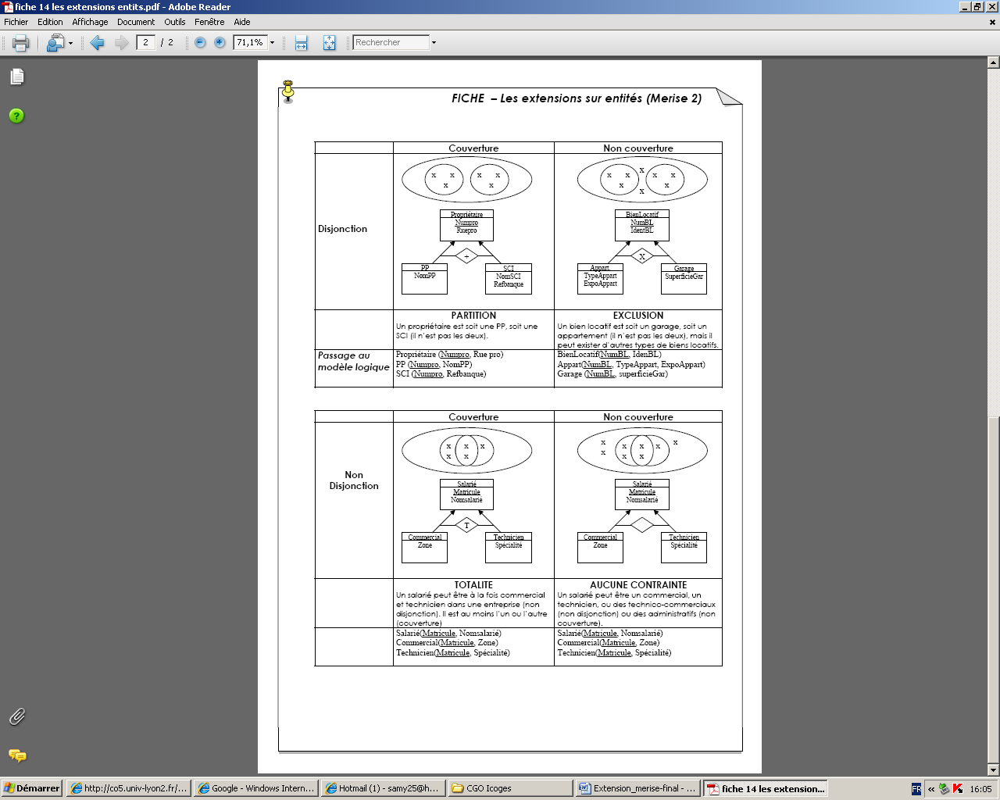 fiche 14 les extensions entits.pdf - Adobe Reader
Fichier Edition Affichage Document Outils Fenêtre Aide
2 / 2 71,1% Rechercher
FICHE – Les extensions sur entités (Merise 2)
Couverture Non couverture
x x x x x x x x x
x x x x x
Disjonction
Propriétaire
Numpro
Ruepro
+
PP
NomPP
SCI
NomSCI
Refbanque
BienLocatif
NumBL
IdentBL
X
Appart.
TypeAppart
ExpoAppart
Garage
SuperficieGar
PARTITION
Un propriétaire est soit une PP, soit une
SCI (il n'est pas les deux).
EXCLUSION
Un bien locatif est soit un garage, soit un
appartement (il n'est pas les deux), mais il
peut exister d'autres types de biens locatifs.
Passage au
modèle logique
Propriétaire (Numpro, Rue pro)
PP (Numpro, NomPP)
SCI (Numpro, Refbanque)
BienLocatif(NumBL, IdenBL)
Appart(NumBL, TypeAppart, ExpoAppart)
Garage (NumBL, superficieGar)
Couverture Non couverture
x x x x x x x x
x x x x x
Non
Disjonction
Salarié
Matricule
Nomsalarié
T
Commercial
Zone
Technicien
Spécialité
Salarié
Matricule
Nomsalarié
Commercial
Zone
Technicien
Spécialité
TOTALITE
Un salarié peut être à la fois commercial
et technicien dans une entreprise (non
disjonction). Il est au moins l'un ou l'autre
(couverture)
AUCUNE CONTRAINTE
Un salarié peut être un commercial, un
technicien, ou des technico-commerciaux
(non disjonction) ou des administratifs (non
couverture).
Salarié(Matricule, Nomsalarié)
Commercial(Matricule, Zone)
Technicien(Matricule, Spécialité)
Salarié(Matricule, Nomsalarié)
Commercial(Matricule, Zone)
Technicien(Matricule, Spécialité)
Démarrer http://co5.univ-lyon2.fr/... Google - Windows Intern... Hotmail (1) - samy25@h... CGO Icoges Extension_merise-final - ... fiche 14 les extension... FR « 16:05